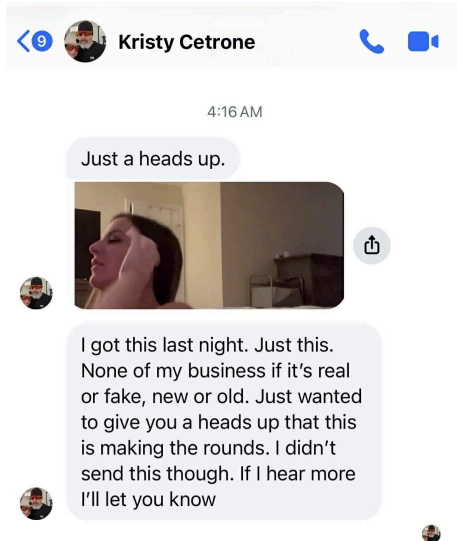 9
Kristy Cetrone
4:16 AM
Just a heads up.
I got this last night. Just this.
None of my business if it's real
or fake, new or old. Just wanted
to give you a heads up that this
is making the rounds. I didn't
send this though. If I hear more
I'll let you know